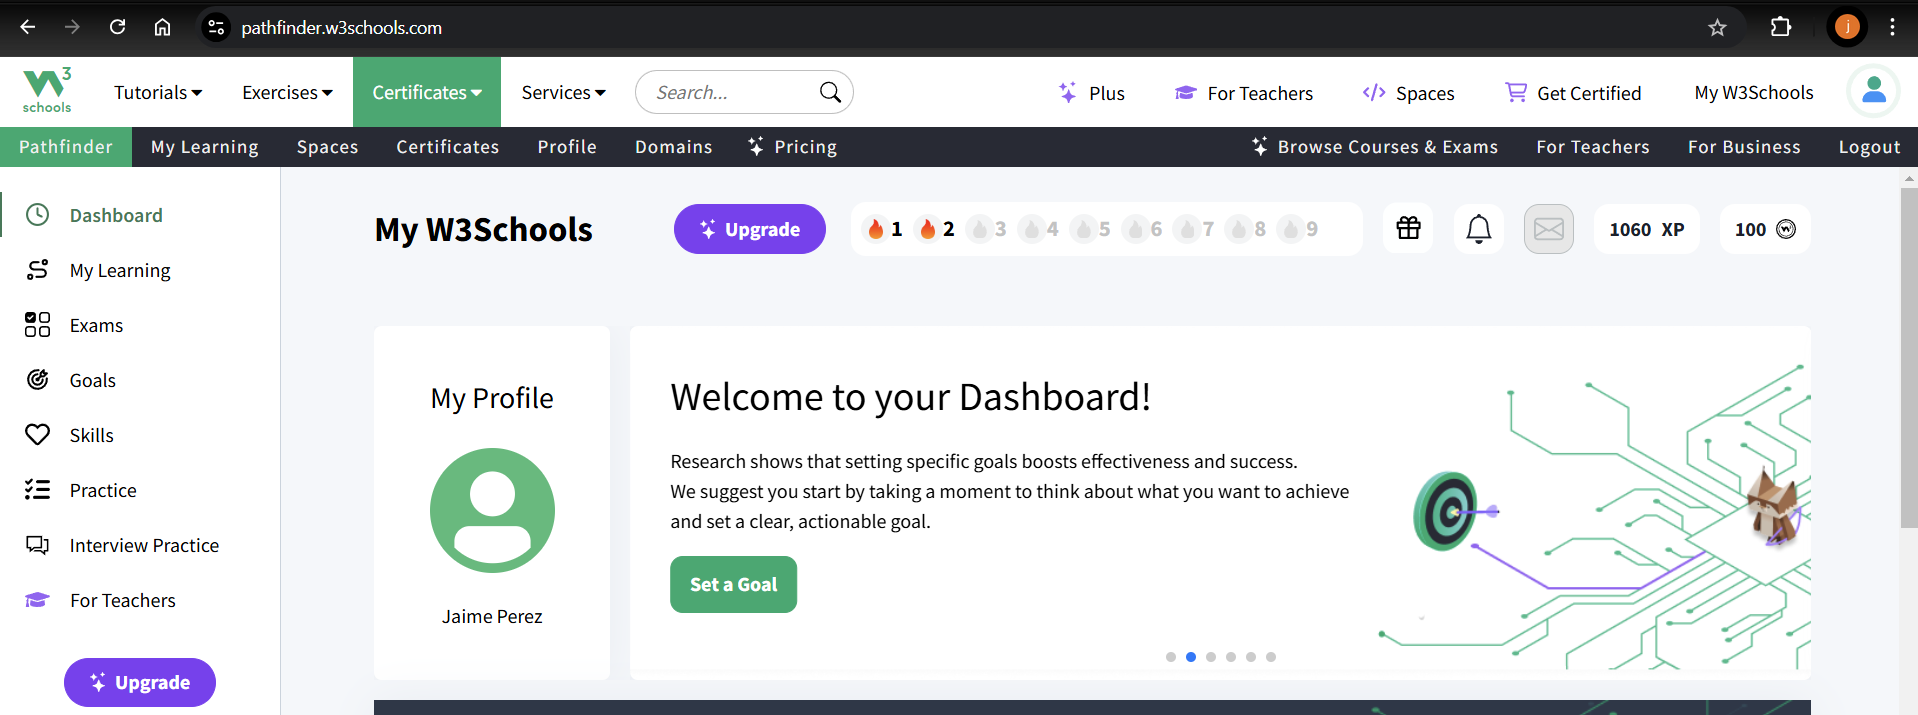 pathfinder.w3schools.com
j
W3 schools
Tutorials Exercises Certificates Services Search... Plus For Teachers Spaces Get Certified My W3Schools
Pathfinder My Learning Spaces Certificates Profile Domains Pricing Browse Courses & Exams For Teachers For Business Logout
Dashboard
My Learning
Exams
Goals
Skills
Practice
Interview Practice
For Teachers
Upgrade
My W3Schools
Upgrade
1 2 3 4 5 6 7 8 9
1060 XP
100
My Profile
Jaime Perez
Welcome to your Dashboard!
Research shows that setting specific goals boosts effectiveness and success.
We suggest you start by taking a moment to think about what you want to achieve
and set a clear, actionable goal.
Set a Goal